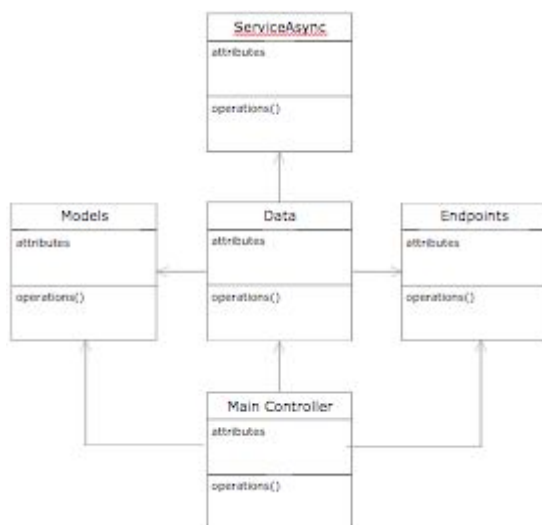 ServiceAsync
attributes
operations()
Models
attributes
operations()
Data
attributes
operations()
Endpoints
attributes
operations()
Main Controller
attributes
operations()